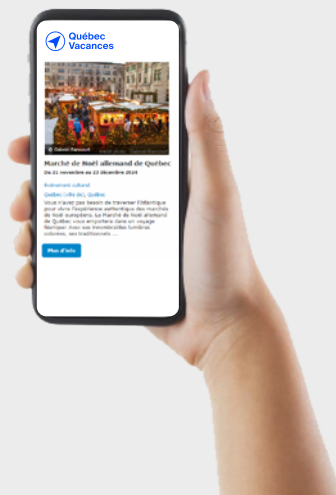 Québec
Vacances
© Gabriel Rancourt
Marché de Noël allemand de Québec
Du 21 novembre au 23 décembre 2024
Événement culturel
Québec (ville de), Québec
Vous n'avez pas besoin de traverser l'Atlantique
pour vivre l'expérience authentique des marchés
de Noël européens. Le Marché de Noël allemand
de Québec vous emportera dans un voyage
féerique! Avec ses innombrables lumières
colorées, ses traditionnels ...
Plus d'info